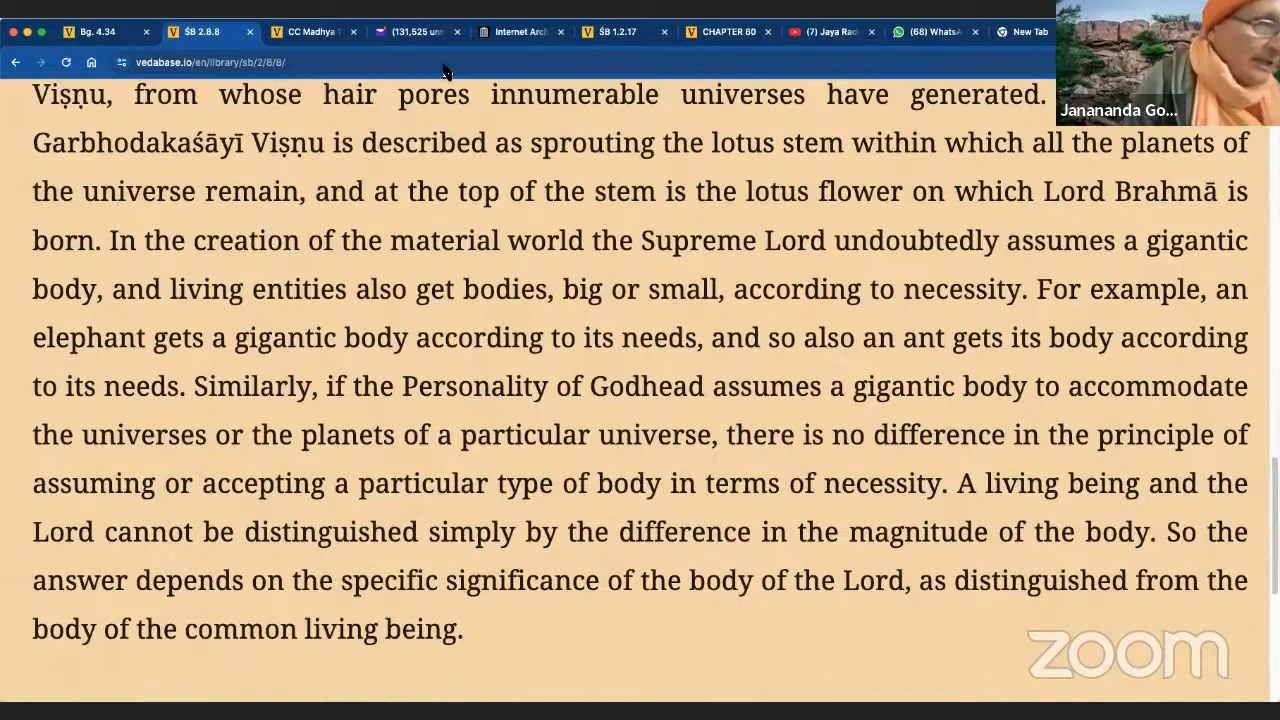 Bg. 4.34
ŚB 2.8.8
CC Madhya 1
(131,525 unr
Internet Arch
ŚB 1.2.17
CHAPTER 60
(7) Jaya Rad
(68) WhatsA
New Tab
vedabase.io/en/library/sb/2/8/8/
Janananda Go...
Viṣṇu, from whose hair pores innumerable universes have generated.
Garbhodakaśāyī Viṣṇu is described as sprouting the lotus stem within which all the planets of
the universe remain, and at the top of the stem is the lotus flower on which Lord Brahmā is
born. In the creation of the material world the Supreme Lord undoubtedly assumes a gigantic
body, and living entities also get bodies, big or small, according to necessity. For example, an
elephant gets a gigantic body according to its needs, and so also an ant gets its body according
to its needs. Similarly, if the Personality of Godhead assumes a gigantic body to accommodate
the universes or the planets of a particular universe, there is no difference in the principle of
assuming or accepting a particular type of body in terms of necessity. A living being and the
Lord cannot be distinguished simply by the difference in the magnitude of the body. So the
answer depends on the specific significance of the body of the Lord, as distinguished from the
body of the common living being.
zoom